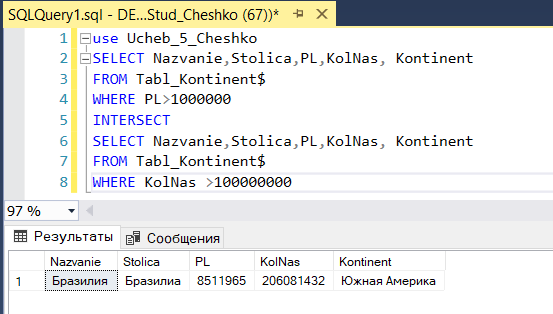 SQLQuery1.sql - DE...Stud_Cheshko (67))*
1 use Ucheb_5_Cheshko
2 SELECT Nazvanie,Stolica,PL,KolNas, Kontinent
3 FROM Tabl_Kontinent$
4 WHERE PL>1000000
5 INTERSECT
6 SELECT Nazvanie,Stolica,PL,KolNas, Kontinent
7 FROM Tabl_Kontinent$
8 WHERE KolNas >100000000
97 %
Результаты Сообщения
Nazvanie Stolica PL KolNas Kontinent
1 Бразилия Бразилиа 8511965 206081432 Южная Америка